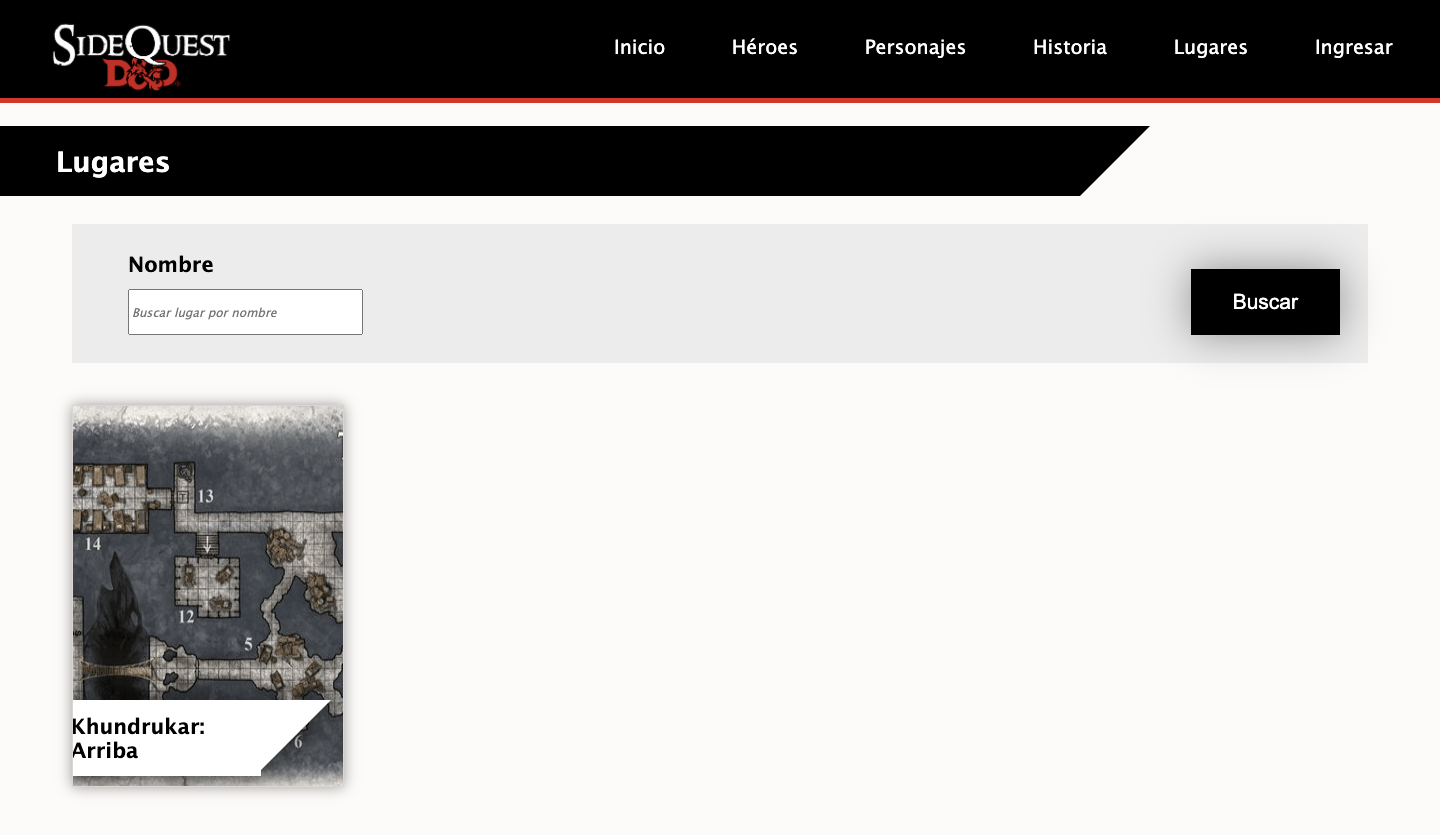 SIDEQUEST
D&D
Inicio
Héroes
Personajes
Historia
Lugares
Ingresar
Lugares
Nombre
Buscar lugar por nombre
Buscar
13
14
12
5
Khundrukar:
Arriba
6